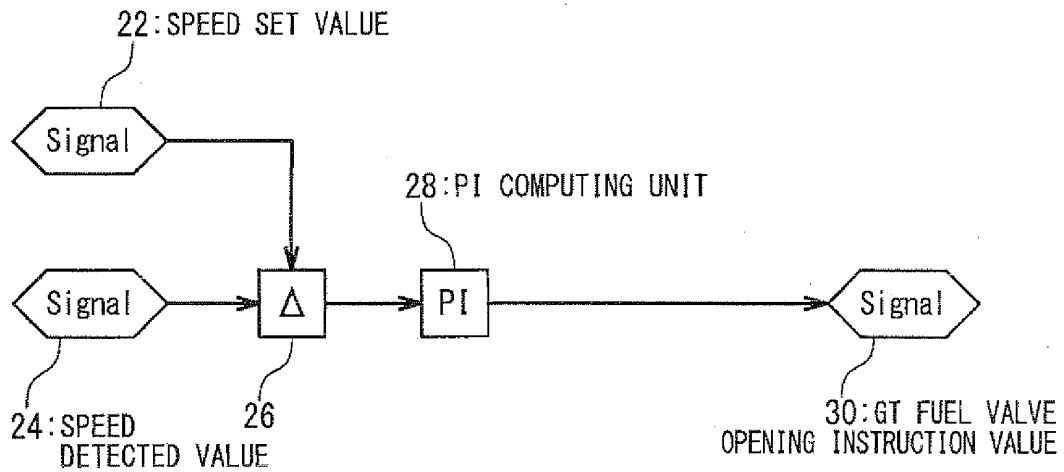 22:SPEED SET VALUE
Signal
28:PI COMPUTING UNIT
Signal
Δ
PI
Signal
24:SPEED
DETECTED VALUE
26
30:GT FUEL VALVE
OPENING INSTRUCTION VALUE